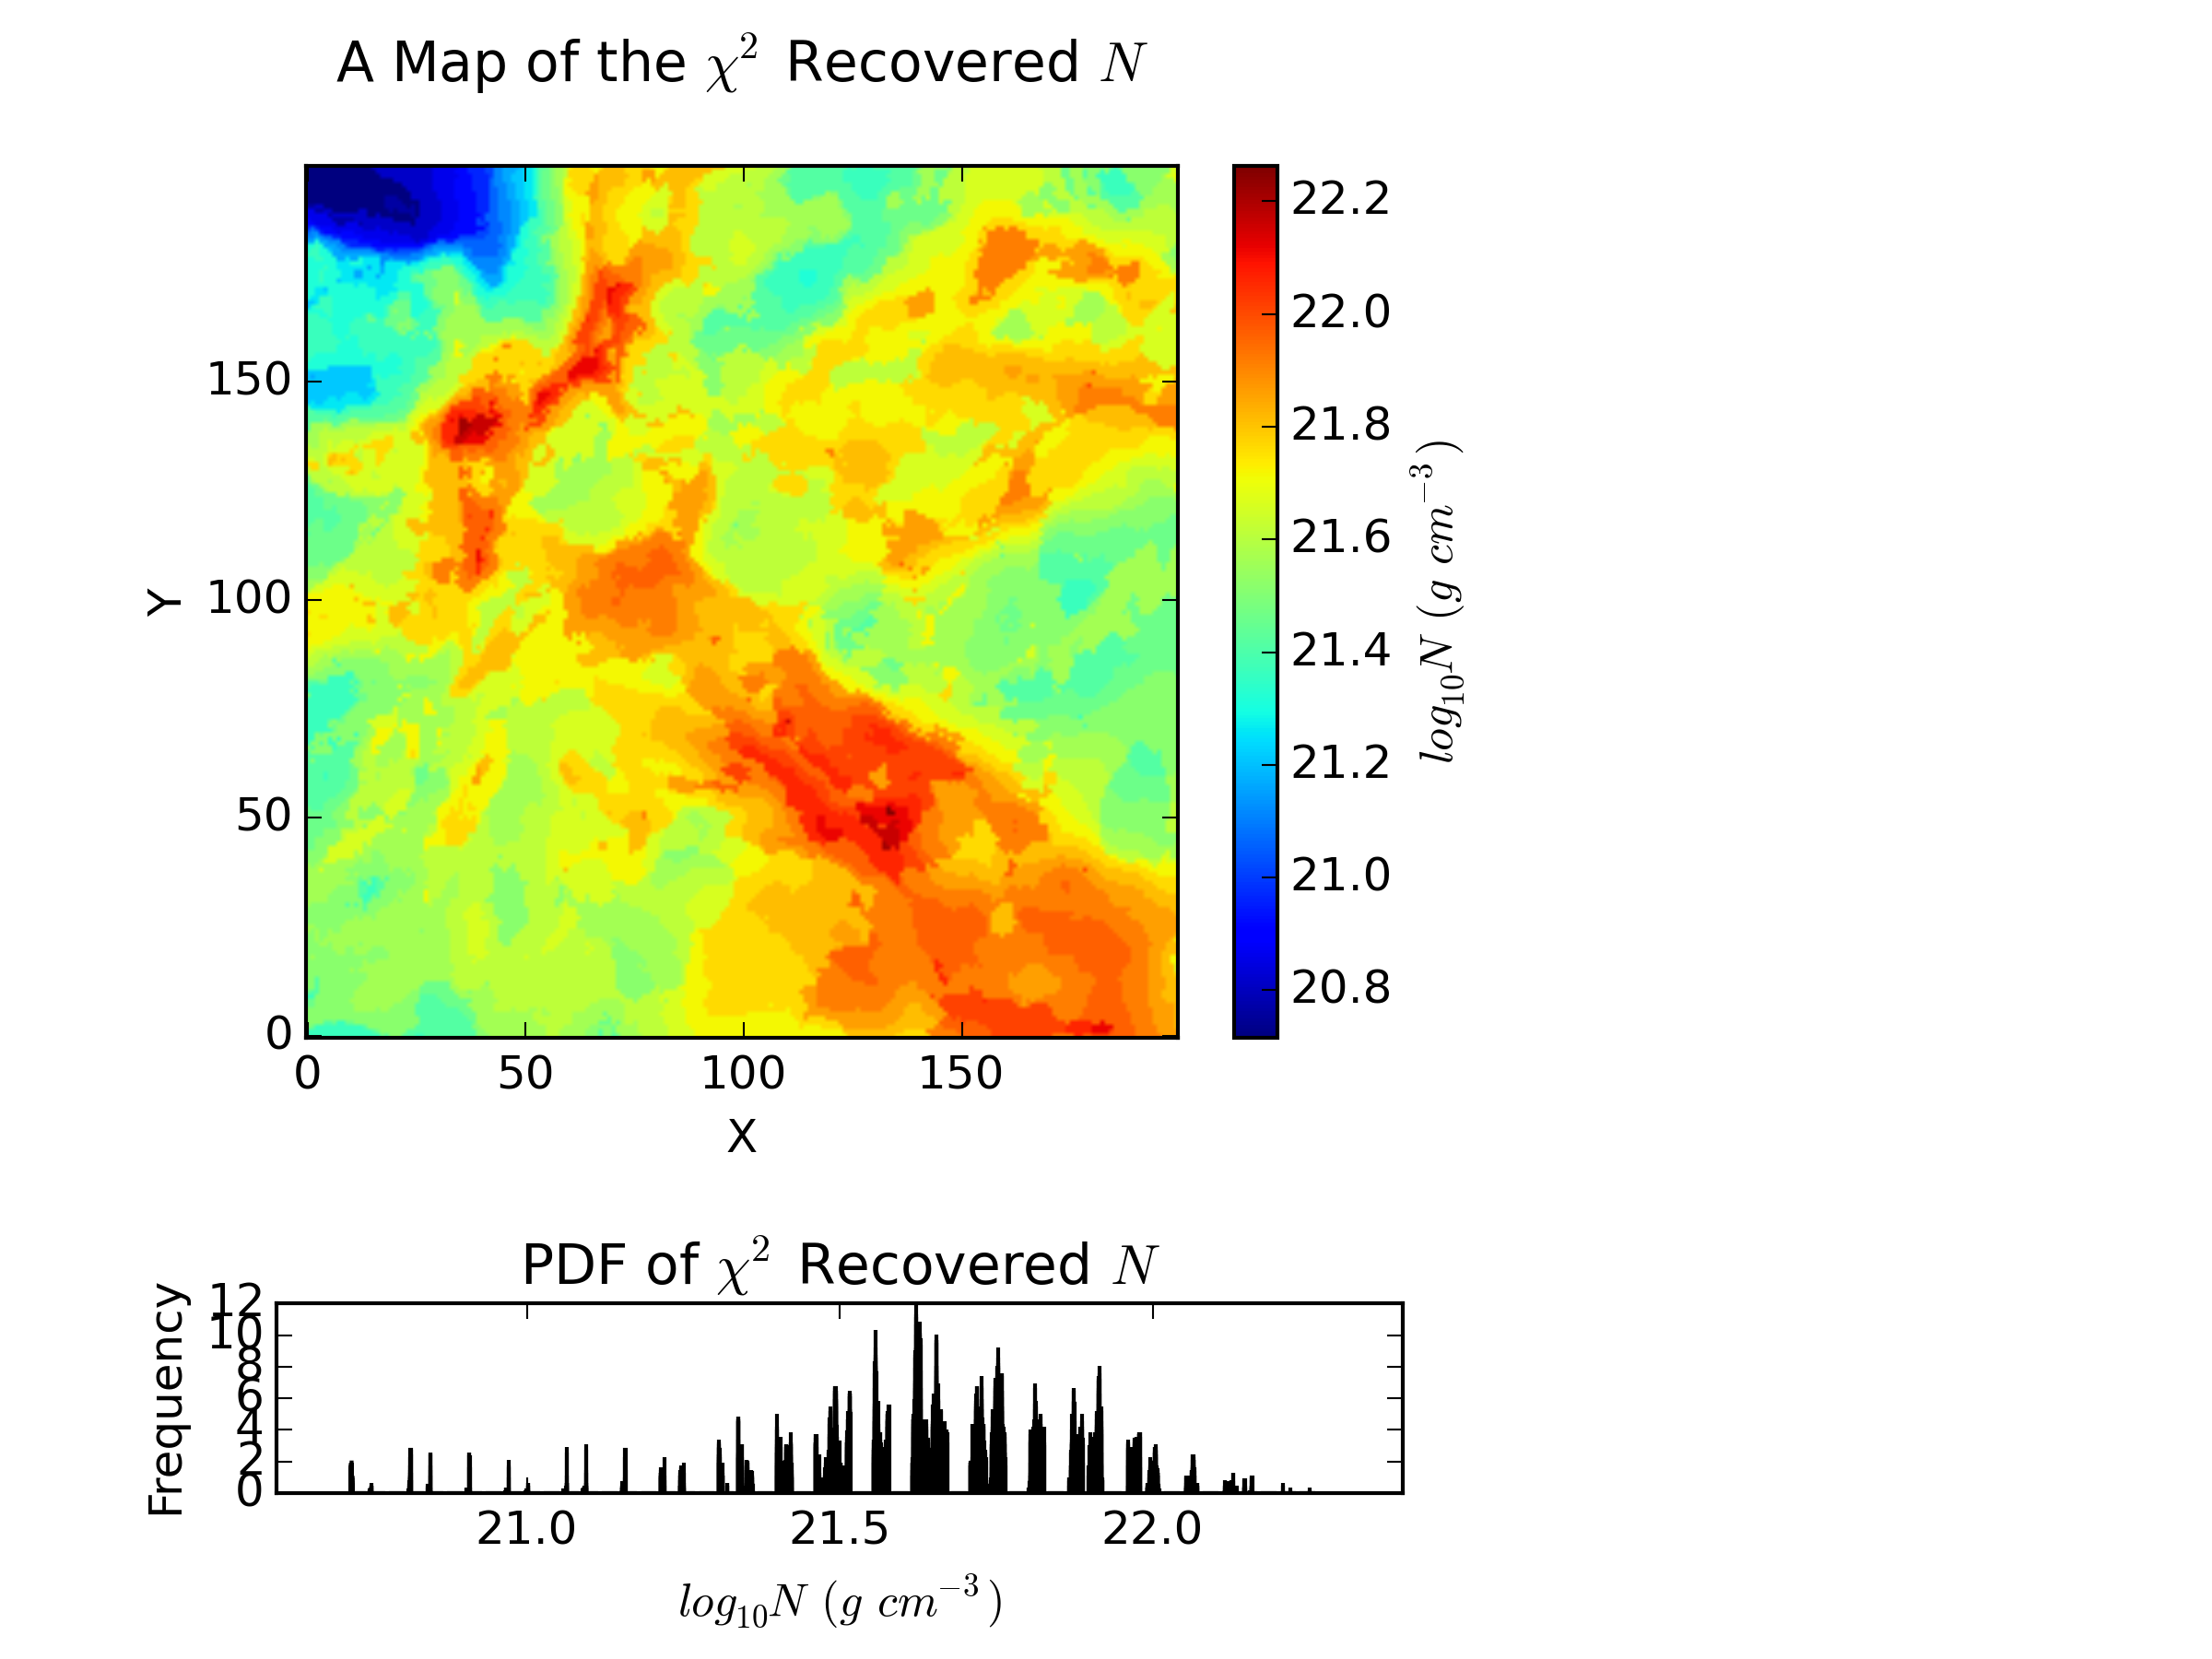 A Map of the χ² Recovered N
22.2
22.0
21.8
21.6
21.4
21.2
21.0
20.8
log₁₀N (g cm⁻³)
Y
150
100
50
0
0 50 100 150
X
PDF of χ² Recovered N
Frequency
12
10
8
6
4
2
0
21.0 21.5 22.0
log₁₀N (g cm⁻³)